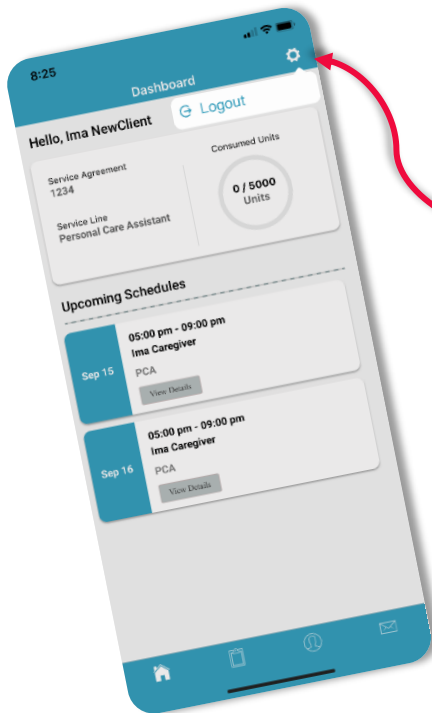 8:25
Dashboard
Logout
Hello, Ima NewClient
Service Agreement
1234
Service Line
Personal Care Assistant
Consumed Units
0 / 5000
Units
Upcoming Schedules
Sep 15
05:00 pm - 09:00 pm
Ima Caregiver
PCA
View Details
Sep 16
05:00 pm - 09:00 pm
Ima Caregiver
PCA
View Details